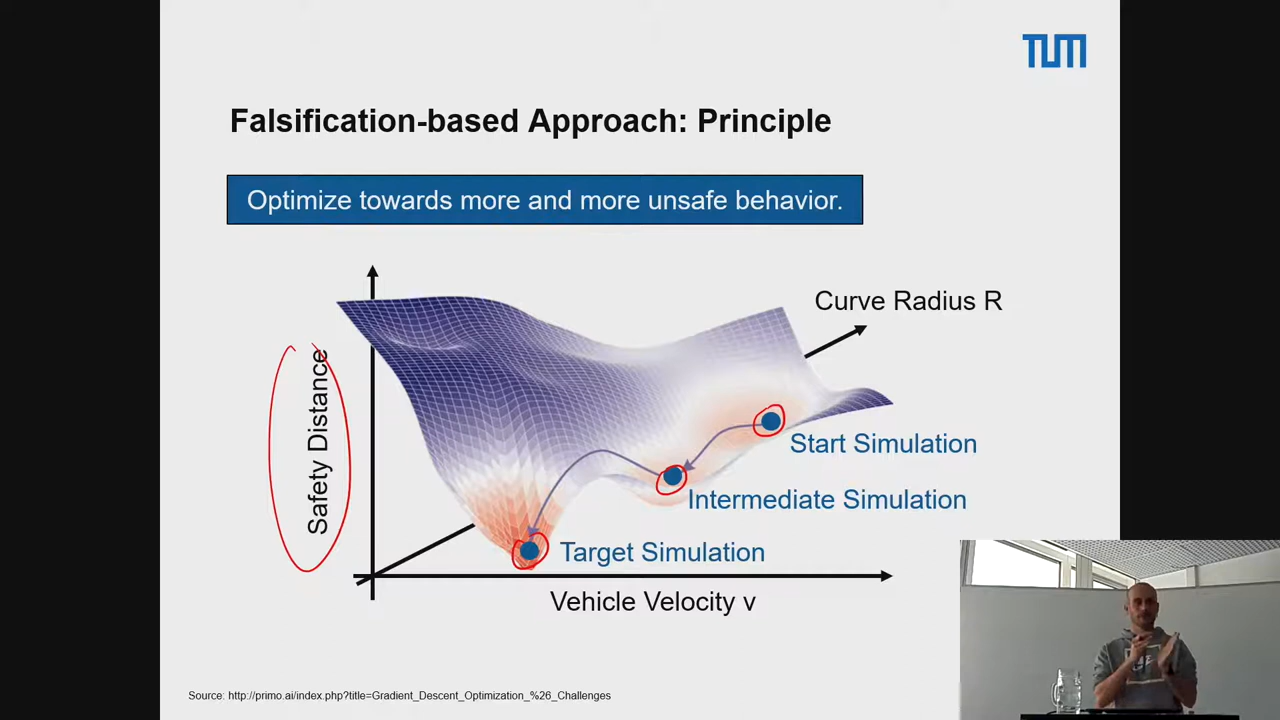 TUM
Falsification-based Approach: Principle
Optimize towards more and more unsafe behavior.
Curve Radius R
Safety Distance
Start Simulation
Intermediate Simulation
Target Simulation
Vehicle Velocity v
Source: http://primo.ai/index.php?title=Gradient_Descent_Optimization_%26_Challenges